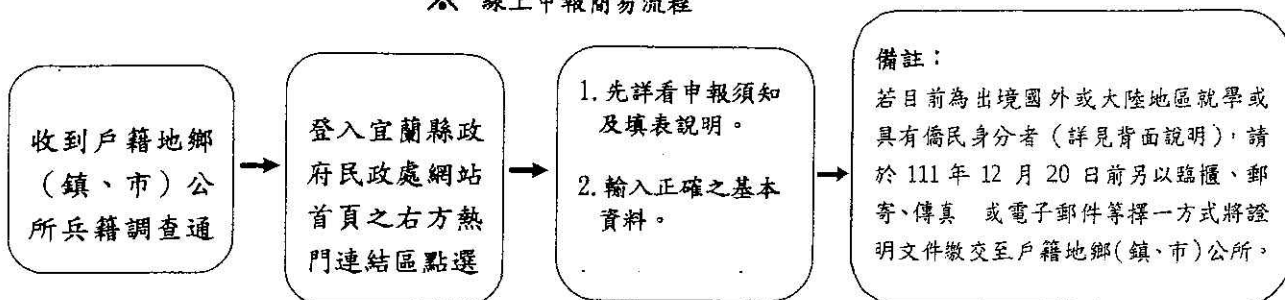 ※ 線上申報簡易流程
收到戶籍地鄉
（鎮、市）公
所兵籍調查通
登入宜蘭縣政
府民政處網站
首頁之右方熱
門連結區點選
1. 先詳看申報須知
及填表說明。
2. 輸入正確之基本
資料。
備註：
若目前為出境國外或大陸地區就學或
具有僑民身分者（詳見背面說明），請
於 111 年 12 月 20 日前另以臨櫃、郵
寄、傳真 或電子郵件等擇一方式將證
明文件繳交至戶籍地鄉（鎮、市）公所。